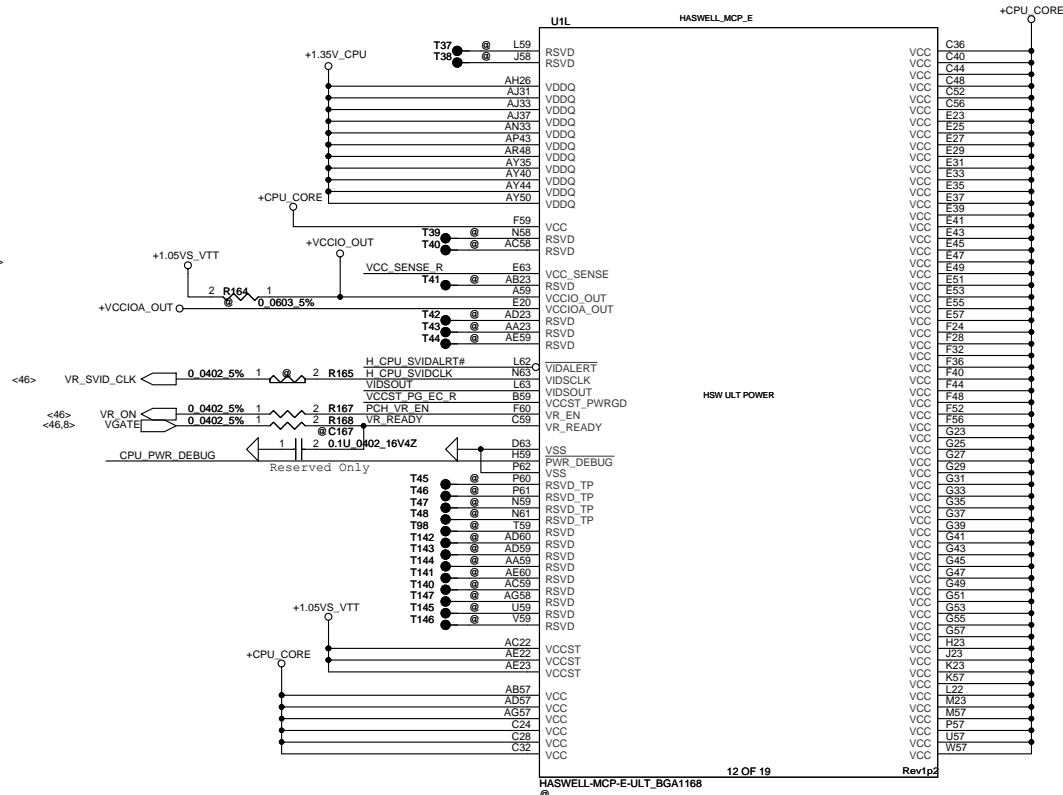 U1L
HASWELL_MCP_E
+CPU_CORE
T37 @ L59 RSVD
T38 @ J58 RSVD
+1.35V_CPU
AH26 VDDQ
AJ31 VDDQ
AJ33 VDDQ
AJ37 VDDQ
AN33 VDDQ
AP43 VDDQ
AR48 VDDQ
AY35 VDDQ
AY40 VDDQ
AY44 VDDQ
AY50 VDDQ
+CPU_CORE
F59 VCC
T39 @ N58 RSVD
T40 @ AC58 RSVD
+VCCIO_OUT
+1.05VS_VTT
VCC_SENSE_R E63 VCC_SENSE
T41 @ AB23 RSVD
2 R164 1 A59 VCCIO_OUT
@ 0_0603_5%
+VCCIOA_OUT E20 VCCIOA_OUT
T42 @ AD23 RSVD
T43 @ AA23 RSVD
T44 @ AE59 RSVD
H_CPU_SVIDALRT# L62 VIDALERT
<46> VR_SVID_CLK 0_0402_5% 1 @ 2 R165 H_CPU_SVIDCLK N63 VIDSCLK
VIDSOUT L63 VIDSOUT
VCCST_PG_EC_R B59 VCCST_PWRGD
<46> VR_ON 0_0402_5% 1 2 R167 PCH_VR_EN F60 VR_EN
<46,8> VGATE 0_0402_5% 1 2 R168 VR_READY C59 VR_READY
@ C167
1 2 0.1U_0402_16V4Z
D63 VSS
CPU_PWR_DEBUG H59 PWR_DEBUG
Reserved Only
P62 VSS
T45 @ P60 RSVD_TP
T46 @ P61 RSVD_TP
T47 @ N59 RSVD_TP
T48 @ N61 RSVD_TP
T98 @ T59 RSVD
T142 @ AD60 RSVD
T143 @ AD59 RSVD
T144 @ AA59 RSVD
T141 @ AE60 RSVD
T140 @ AC59 RSVD
T147 @ AG58 RSVD
T145 @ U59 RSVD
T146 @ V59 RSVD
+1.05VS_VTT
AC22 VCCST
AE22 VCCST
AE23 VCCST
+CPU_CORE
AB57 VCC
AD57 VCC
AG57 VCC
C24 VCC
C28 VCC
C32 VCC
HSW ULT POWER
VCC C36
VCC C40
VCC C44
VCC C48
VCC C52
VCC C56
VCC E23
VCC E25
VCC E27
VCC E29
VCC E31
VCC E33
VCC E35
VCC E37
VCC E39
VCC E41
VCC E43
VCC E45
VCC E47
VCC E49
VCC E51
VCC E53
VCC E55
VCC E57
VCC F24
VCC F28
VCC F32
VCC F36
VCC F40
VCC F44
VCC F48
VCC F52
VCC F56
VCC G23
VCC G25
VCC G27
VCC G29
VCC G31
VCC G33
VCC G35
VCC G37
VCC G39
VCC G41
VCC G43
VCC G45
VCC G47
VCC G49
VCC G51
VCC G53
VCC G55
VCC G57
VCC H23
VCC J23
VCC K23
VCC K57
VCC L22
VCC M23
VCC M57
VCC P57
VCC U57
VCC W57
12 OF 19
Rev1p2
HASWELL-MCP-E-ULT_BGA1168
@